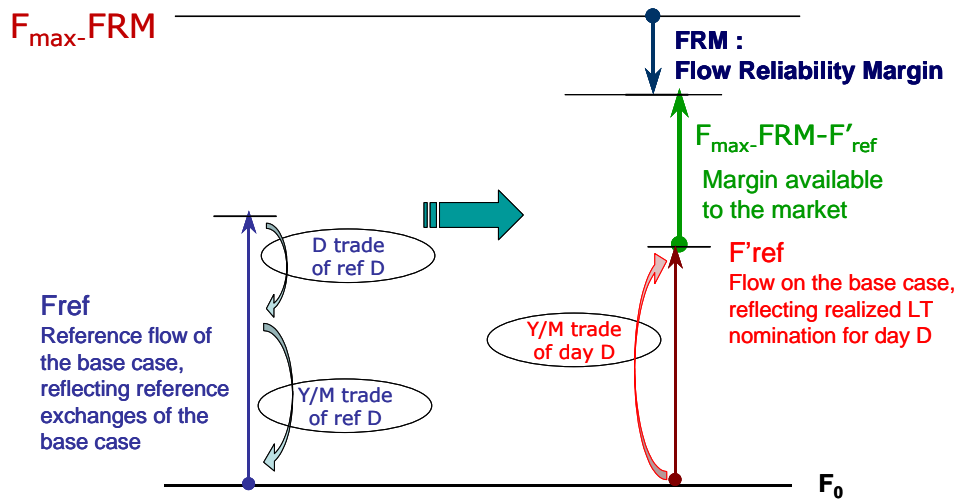 Fmax-FRM
FRM :
Flow Reliability Margin
Fmax-FRM-F'ref
Margin available
to the market
D trade
of ref D
F'ref
Flow on the base case,
reflecting realized LT
nomination for day D
Fref
Reference flow of
the base case,
reflecting reference
exchanges of the
base case
Y/M trade
of day D
Y/M trade
of ref D
F0